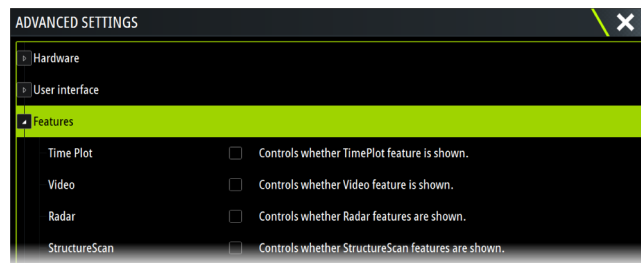 ADVANCED SETTINGS
Hardware
User interface
Features
Time Plot Controls whether TimePlot feature is shown.
Video Controls whether Video feature is shown.
Radar Controls whether Radar features are shown.
StructureScan Controls whether StructureScan features are shown.